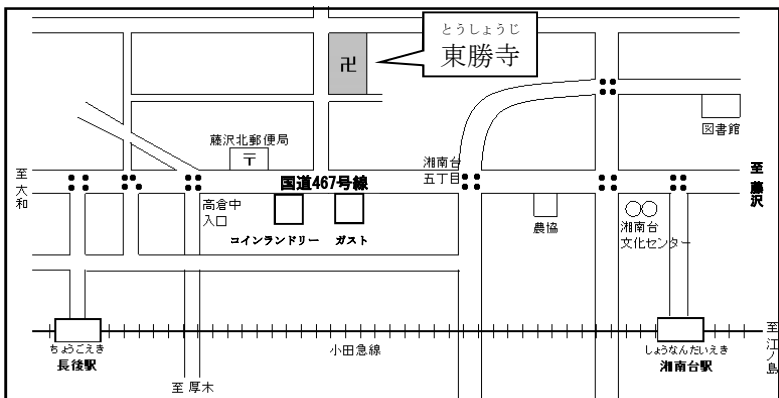 とうしょうじ
東勝寺
卍
図書館
藤沢北郵便局
〒
湘南台
五丁目
至大和
国道467号線
至藤沢
高倉中
入口
コインランドリー
ガスト
農協
湘南台
文化センター
ちょうごえき
長後駅
小田急線
しょうなんだいえき
湘南台駅
至江ノ島
至厚木